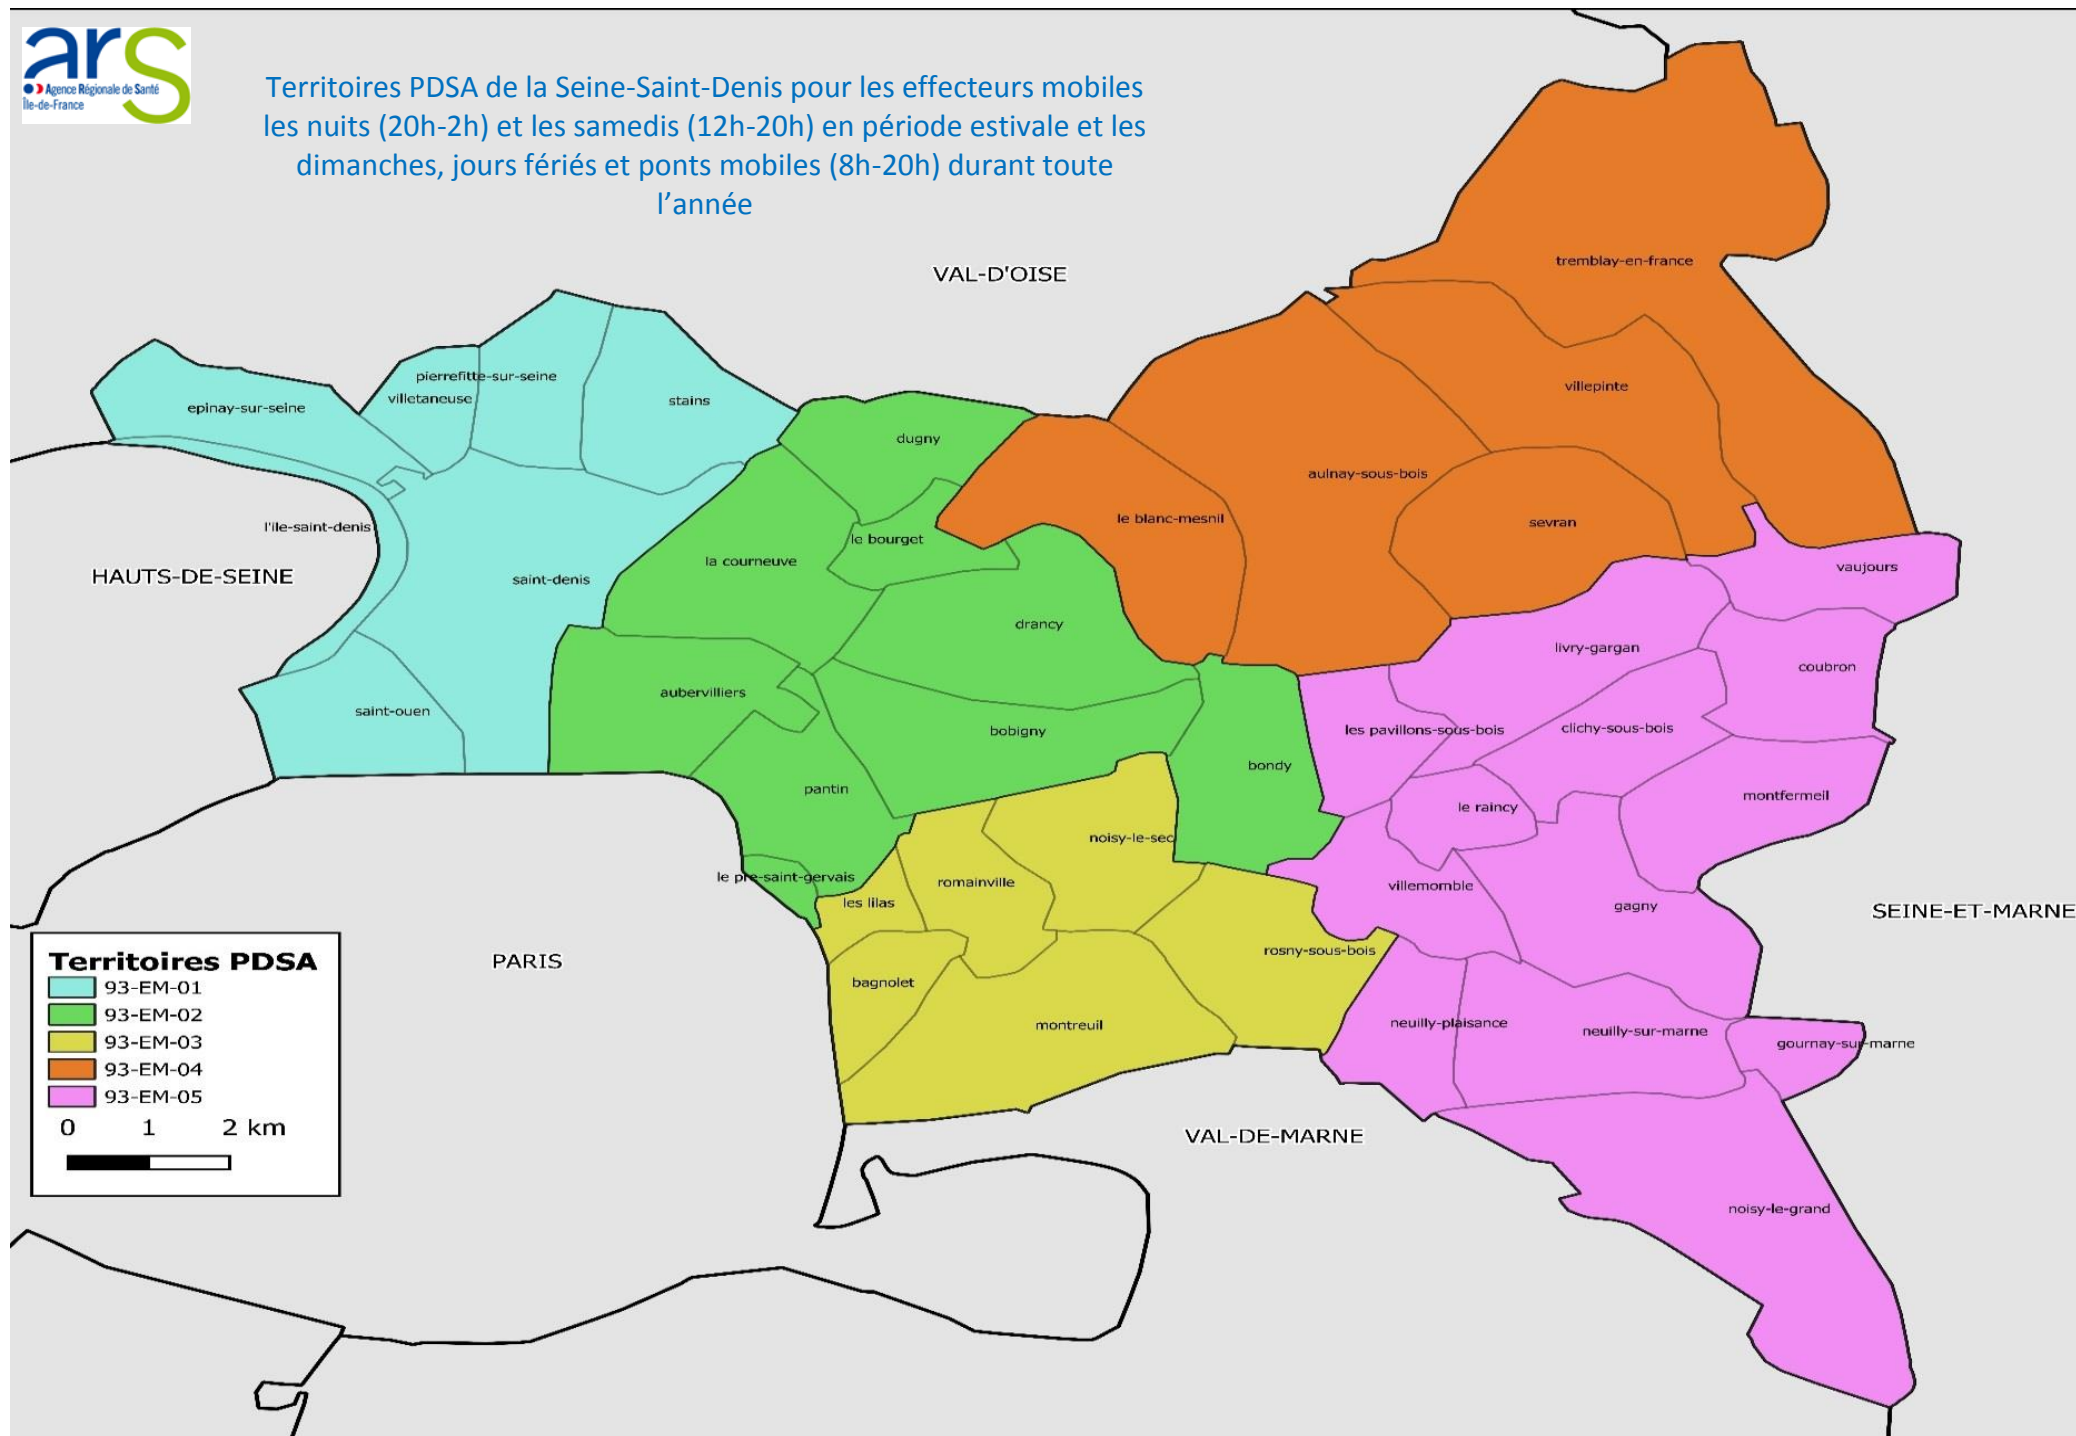 ars
Agence Régionale de Santé
Île-de-France
Territoires PDSA de la Seine-Saint-Denis pour les effecteurs mobiles
les nuits (20h-2h) et les samedis (12h-20h) en période estivale et les
dimanches, jours fériés et ponts mobiles (8h-20h) durant toute
l’année
VAL-D'OISE
tremblay-en-france
pierrefitte-sur-seine
villepinte
villetaneuse
stains
epinay-sur-seine
dugny
aulnay-sous-bois
le blanc-mesnil
sevran
l'ile-saint-denis
le bourget
la courneuve
vaujours
HAUTS-DE-SEINE
saint-denis
drancy
livry-gargan
coubron
aubervilliers
saint-ouen
bobigny
les pavillons-sous-bois
clichy-sous-bois
bondy
pantin
montfermeil
le raincy
noisy-le-sec
le pre-saint-gervais
romainville
villemomble
les lilas
gagny
SEINE-ET-MARNE
rosny-sous-bois
PARIS
bagnolet
montreuil
neuilly-plaisance
neuilly-sur-marne
gournay-sur-marne
VAL-DE-MARNE
noisy-le-grand
Territoires PDSA
93-EM-01
93-EM-02
93-EM-03
93-EM-04
93-EM-05
0 1 2 km